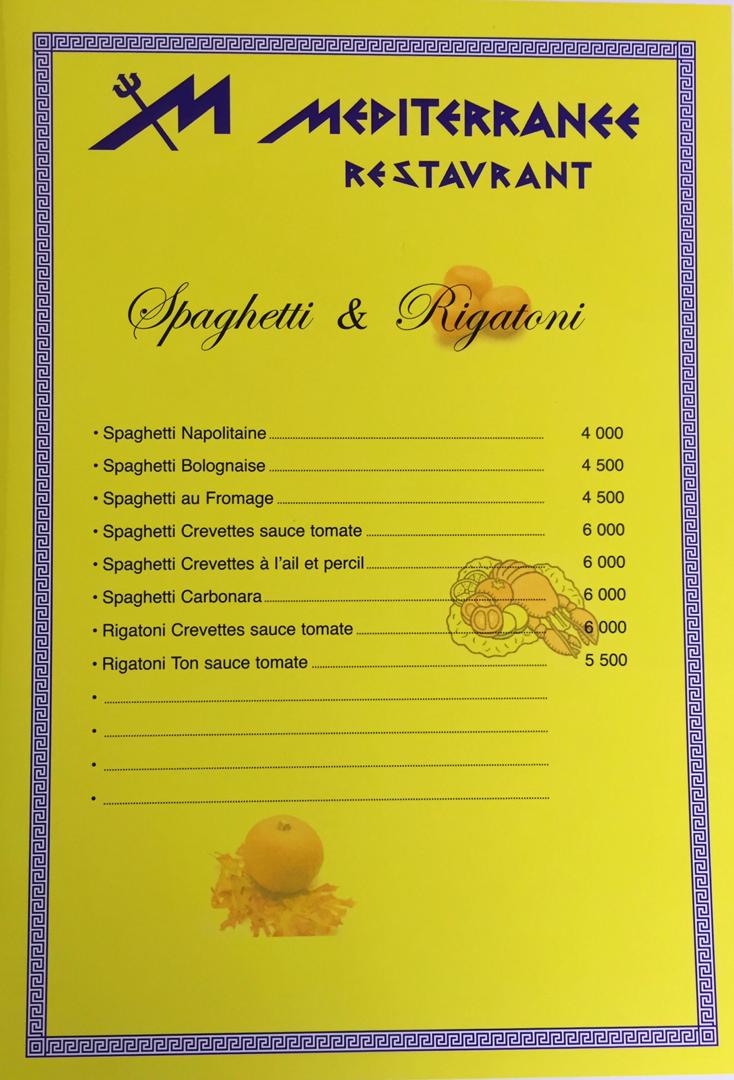 M MEDITERRANEE
RESTAVRANT
Spaghetti & Rigatoni
• Spaghetti Napolitaine 4 000
• Spaghetti Bolognaise 4 500
• Spaghetti au Fromage 4 500
• Spaghetti Crevettes sauce tomate 6 000
• Spaghetti Crevettes à l'ail et percil 6 000
• Spaghetti Carbonara 6 000
• Rigatoni Crevettes sauce tomate 6 000
• Rigatoni Ton sauce tomate 5 500